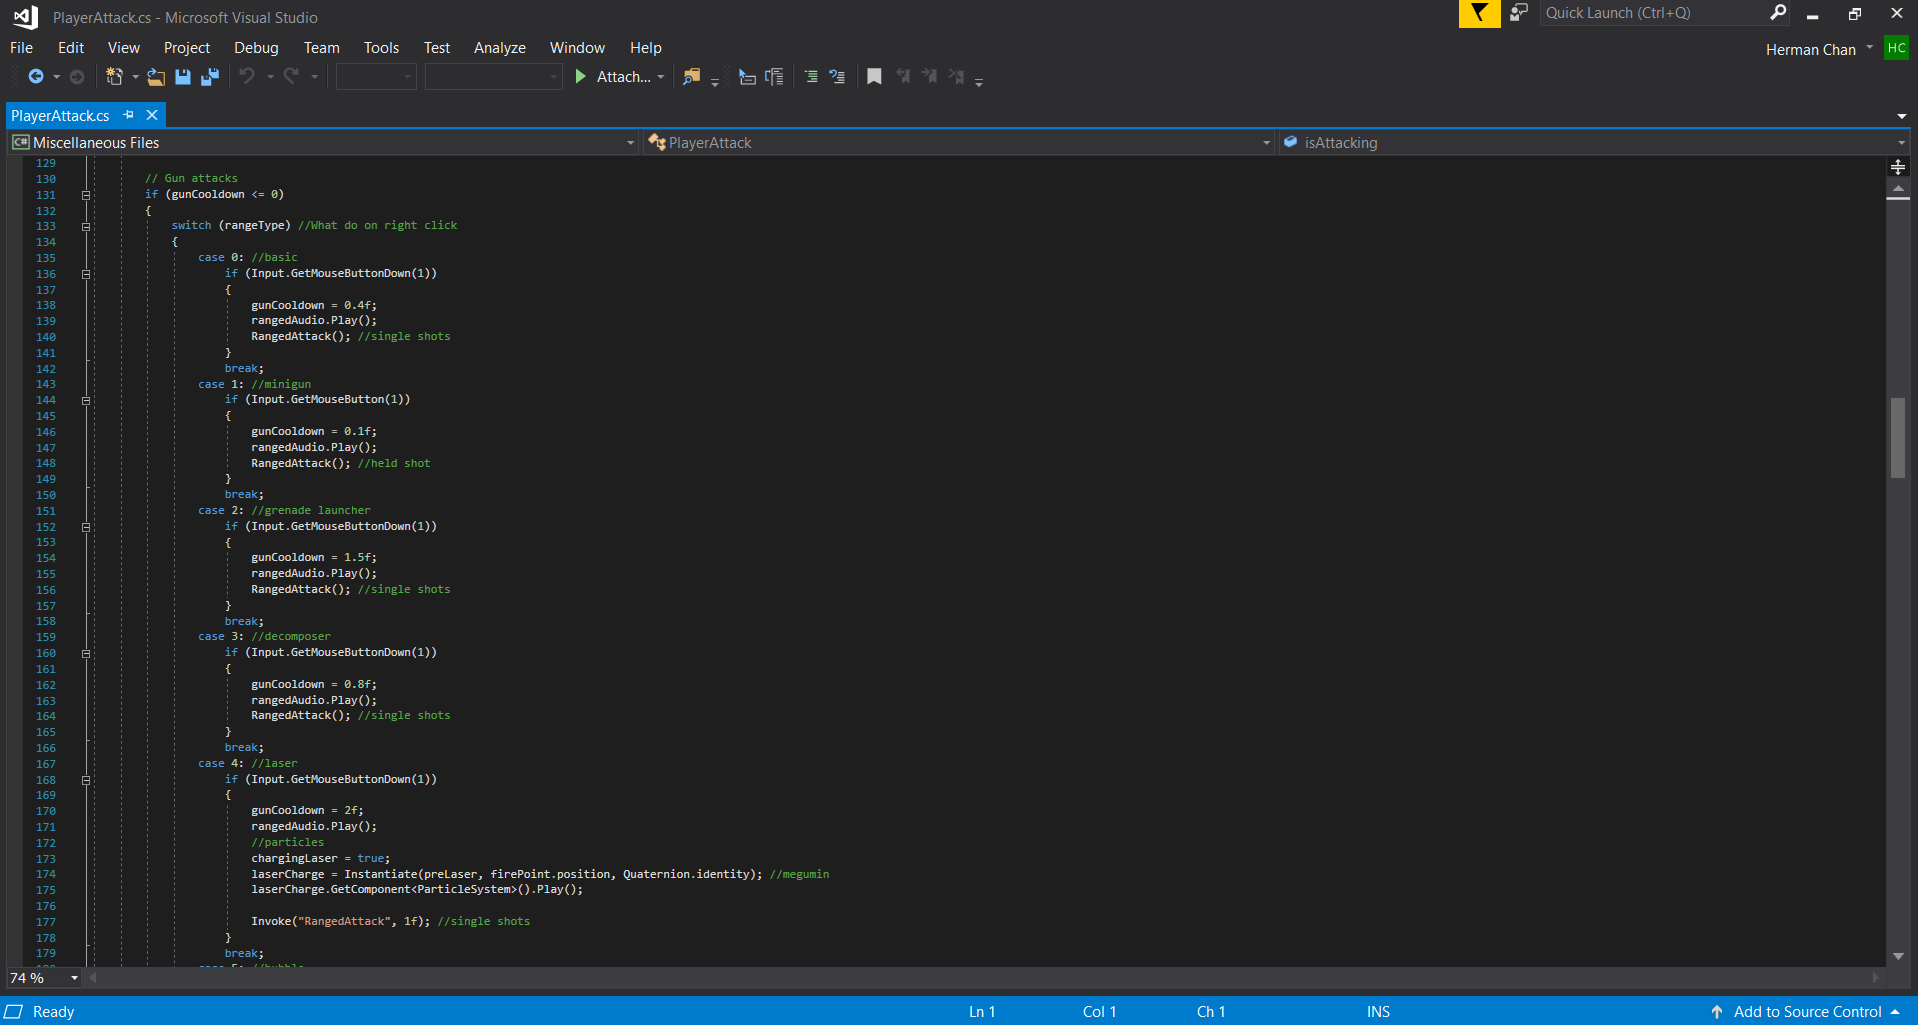 PlayerAttack.cs - Microsoft Visual Studio
Quick Launch (Ctrl+Q)
File Edit View Project Debug Team Tools Test Analyze Window Help
Herman Chan HC
Attach...
PlayerAttack.cs
C# Miscellaneous Files PlayerAttack isAttacking
129
130 // Gun attacks
131 if (gunCooldown <= 0)
132 {
133 switch (rangeType) //What do on right click
134 {
135 case 0: //basic
136 if (Input.GetMouseButtonDown(1))
137 {
138 gunCooldown = 0.4f;
139 rangedAudio.Play();
140 RangedAttack(); //single shots
141 }
142 break;
143 case 1: //minigun
144 if (Input.GetMouseButton(1))
145 {
146 gunCooldown = 0.1f;
147 rangedAudio.Play();
148 RangedAttack(); //held shot
149 }
150 break;
151 case 2: //grenade launcher
152 if (Input.GetMouseButtonDown(1))
153 {
154 gunCooldown = 1.5f;
155 rangedAudio.Play();
156 RangedAttack(); //single shots
157 }
158 break;
159 case 3: //decomposer
160 if (Input.GetMouseButtonDown(1))
161 {
162 gunCooldown = 0.8f;
163 rangedAudio.Play();
164 RangedAttack(); //single shots
165 }
166 break;
167 case 4: //laser
168 if (Input.GetMouseButtonDown(1))
169 {
170 gunCooldown = 2f;
171 rangedAudio.Play();
172 //particles
173 chargingLaser = true;
174 laserCharge = Instantiate(preLaser, firePoint.position, Quaternion.identity); //megumin
175 laserCharge.GetComponent<ParticleSystem>().Play();
176
177 Invoke("RangedAttack", 1f); //single shots
178 }
179 break;
74 %
Ready Ln 1 Col 1 Ch 1 INS Add to Source Control